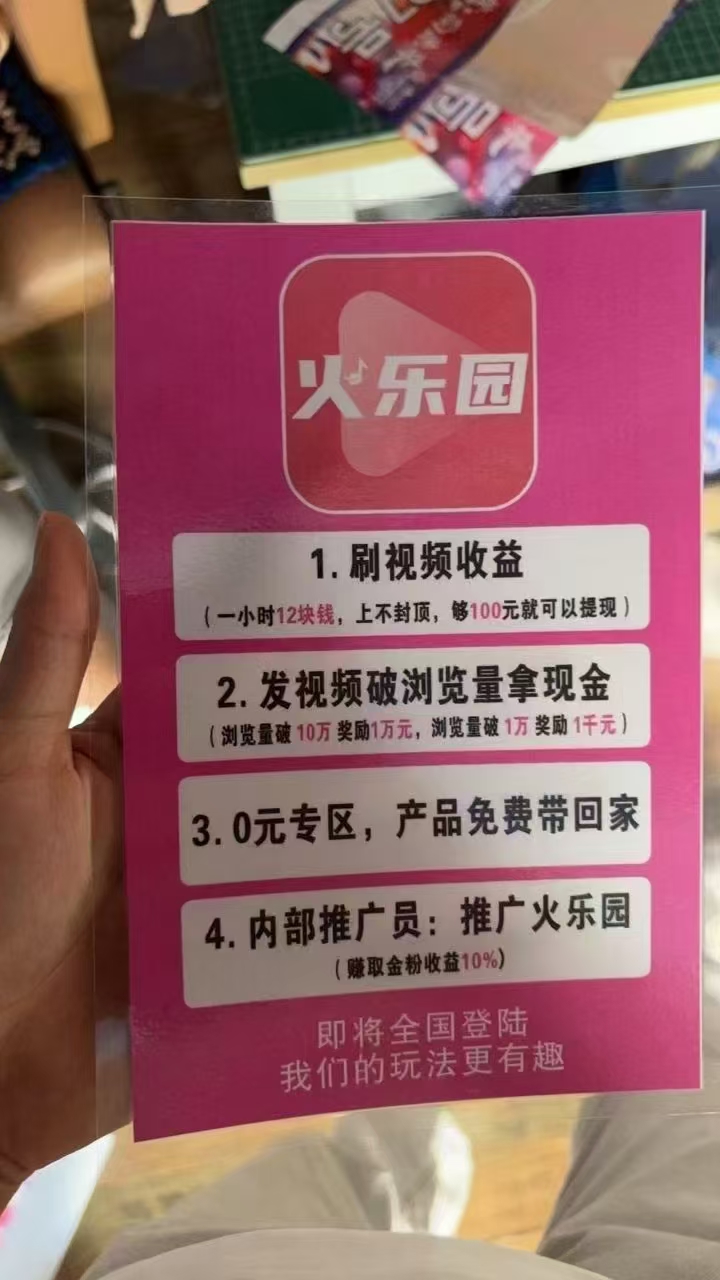 火乐园
1.刷视频收益
(一小时12块钱，上不封顶，够100元就可以提现)
2.发视频破浏览量拿现金
(浏览量破 10万 奖励1万元，浏览量破 1万 奖励 1千元)
3.0元专区，产品免费带回家
4.内部推广员：推广火乐园
(赚取金粉收益10%)
即将全国登陆
我们的玩法更有趣